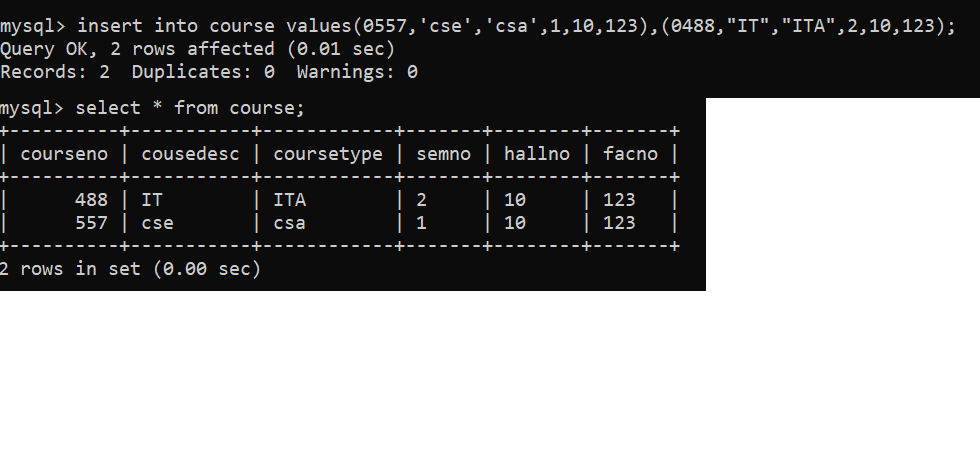 mysql> insert into course values(0557,'cse','csa',1,10,123),(0488,"IT","ITA",2,10,123);
Query OK, 2 rows affected (0.01 sec)
Records: 2  Duplicates: 0  Warnings: 0
mysql> select * from course;
+----------+-----------+------------+-------+--------+-------+
| courseno | cousedesc | coursetype | semno | hallno | facno |
+----------+-----------+------------+-------+--------+-------+
|      488 | IT        | ITA        | 2     | 10     | 123   |
|      557 | cse       | csa        | 1     | 10     | 123   |
+----------+-----------+------------+-------+--------+-------+
2 rows in set (0.00 sec)